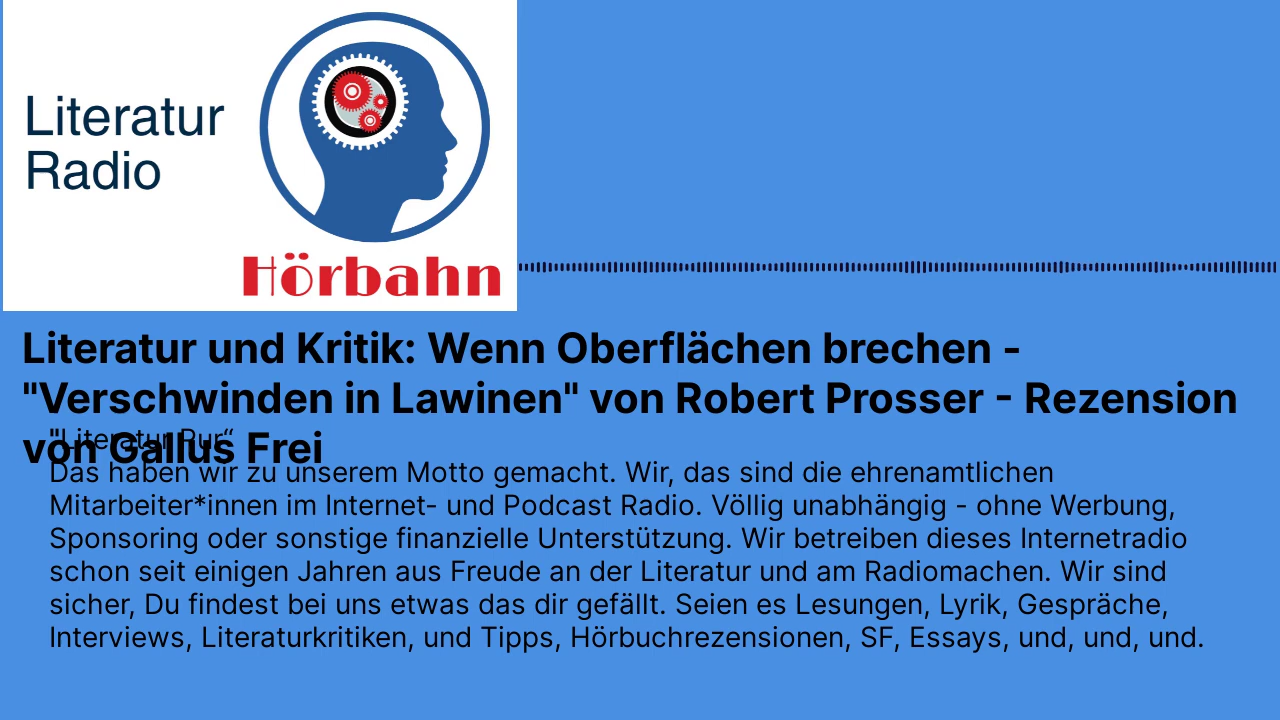 Literatur
Radio
Hörbahn
Literatur und Kritik: Wenn Oberflächen brechen -
"Verschwinden in Lawinen" von Robert Prosser - Rezension
von Gallus Frei
"Literatur Pur“
Das haben wir zu unserem Motto gemacht. Wir, das sind die ehrenamtlichen
Mitarbeiter*innen im Internet- und Podcast Radio. Völlig unabhängig - ohne Werbung,
Sponsoring oder sonstige finanzielle Unterstützung. Wir betreiben dieses Internetradio
schon seit einigen Jahren aus Freude an der Literatur und am Radiomachen. Wir sind
sicher, Du findest bei uns etwas das dir gefällt. Seien es Lesungen, Lyrik, Gespräche,
Interviews, Literaturkritiken, und Tipps, Hörbuchrezensionen, SF, Essays, und, und, und.